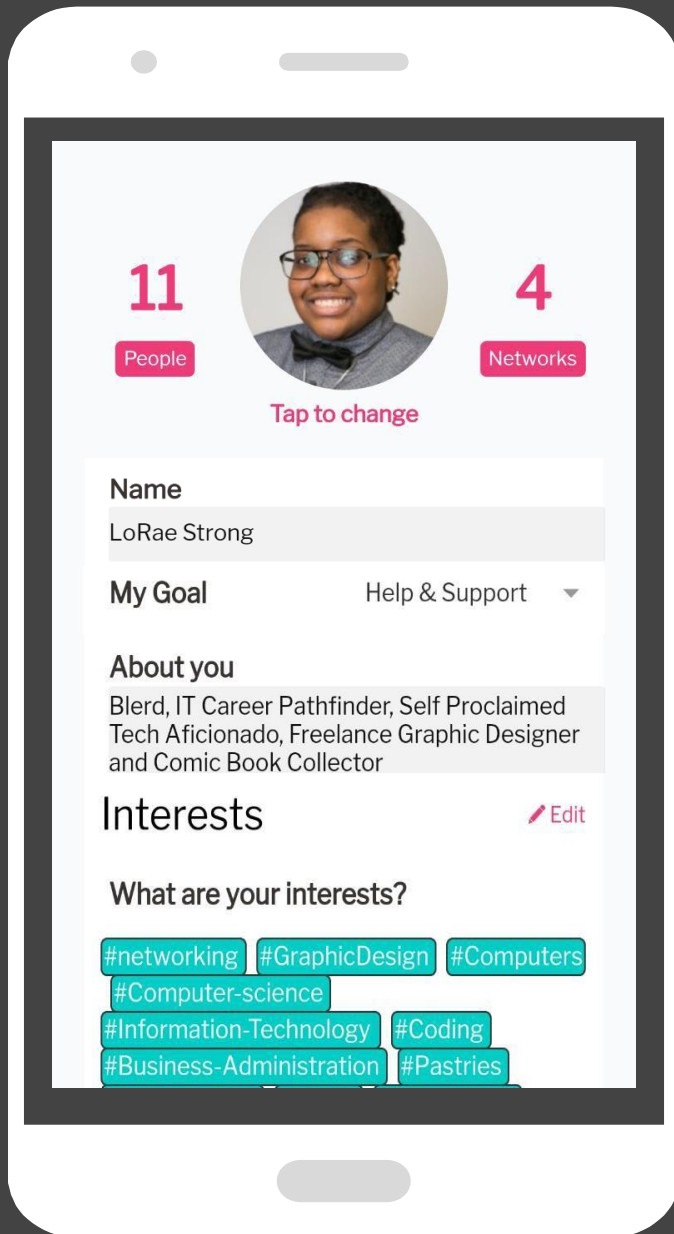 11
4
People
Networks
Tap to change
Name
LoRae Strong
My Goal
Help & Support
About you
Blerd, IT Career Pathfinder, Self Proclaimed
Tech Aficionado, Freelance Graphic Designer
and Comic Book Collector
Interests
Edit
What are your interests?
#networking #GraphicDesign #Computers
#Computer-science
#Information-Technology #Coding
#Business-Administration #Pastries